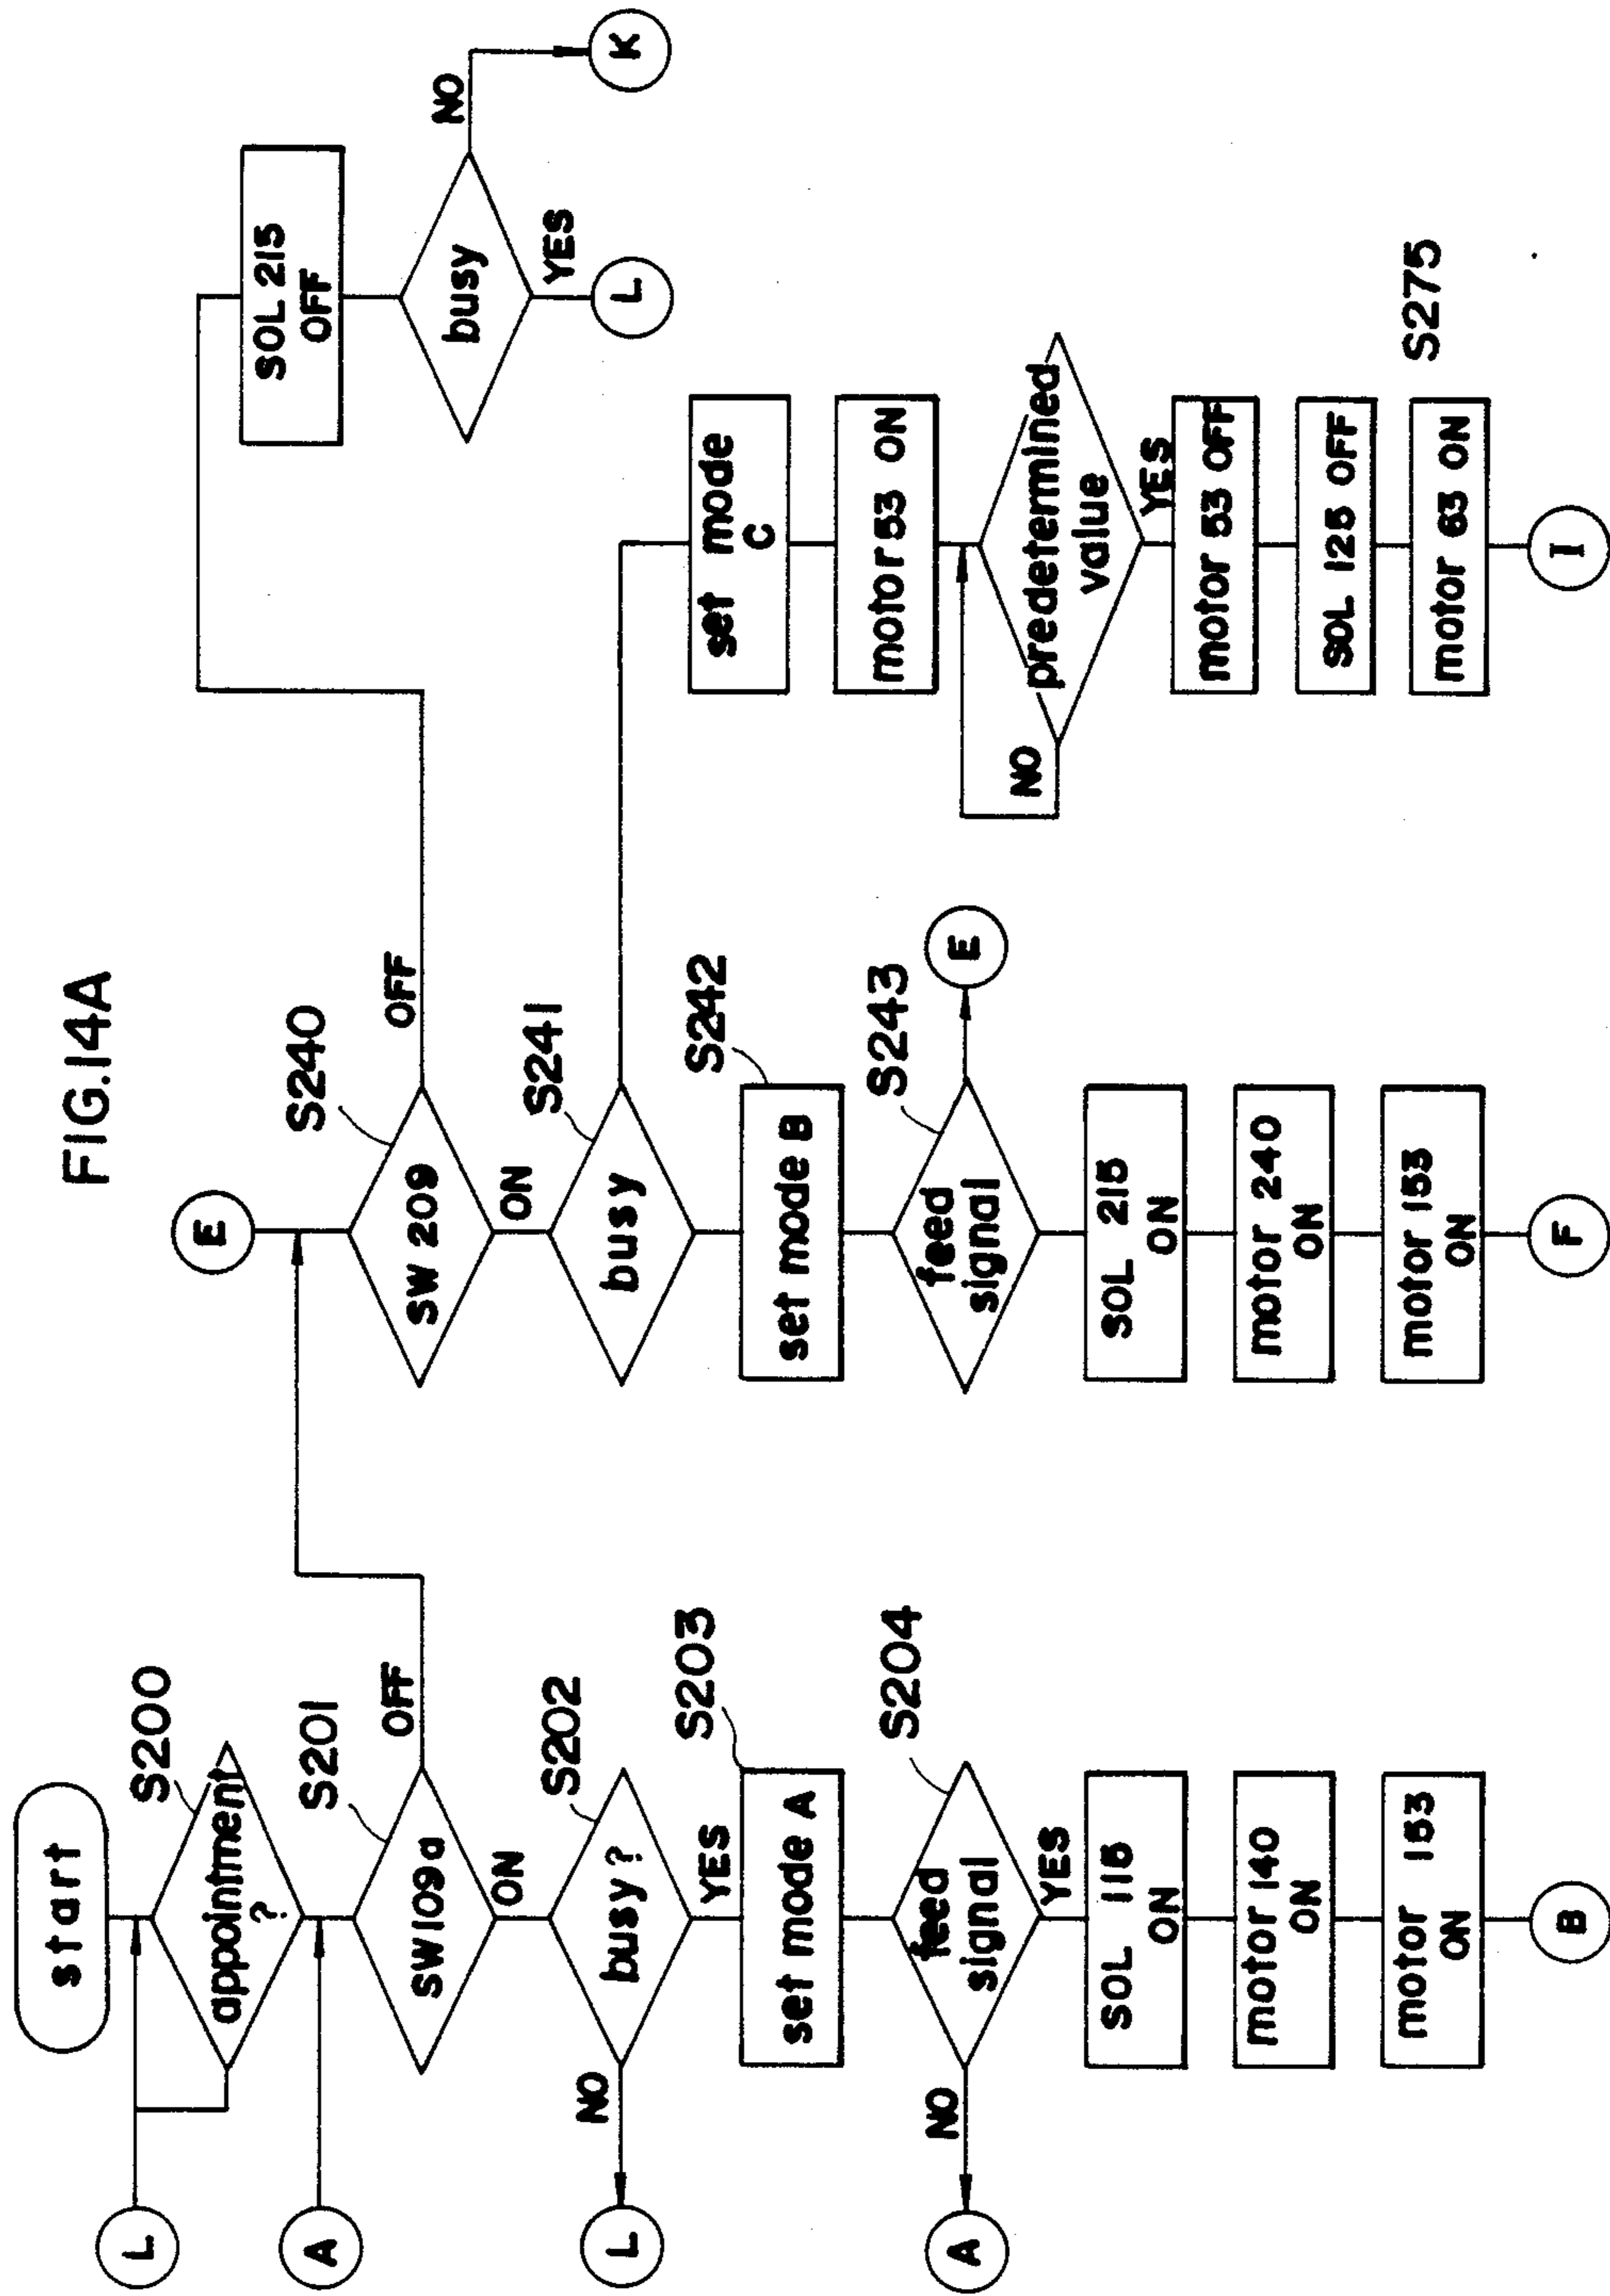 FIG.14A
start
L
appointment
?
S200
A
SW109a
S201
OFF
ON
busy?
S202
NO
L
YES
set mode A
S203
feed
signal
S204
NO
A
YES
SOL 115
ON
motor 140
ON
motor 153
ON
B
E
SW 209
S240
OFF
ON
busy
S241
set mode B
S242
feed
signal
S243
E
SOL 215
ON
motor 240
ON
motor 153
ON
F
SOL 215
OFF
busy
NO
K
YES
L
set mode
C
motor 53 ON
predetermined
value
NO
YES
motor 53 OFF
SOL 125 OFF
motor 63 ON
S275
I